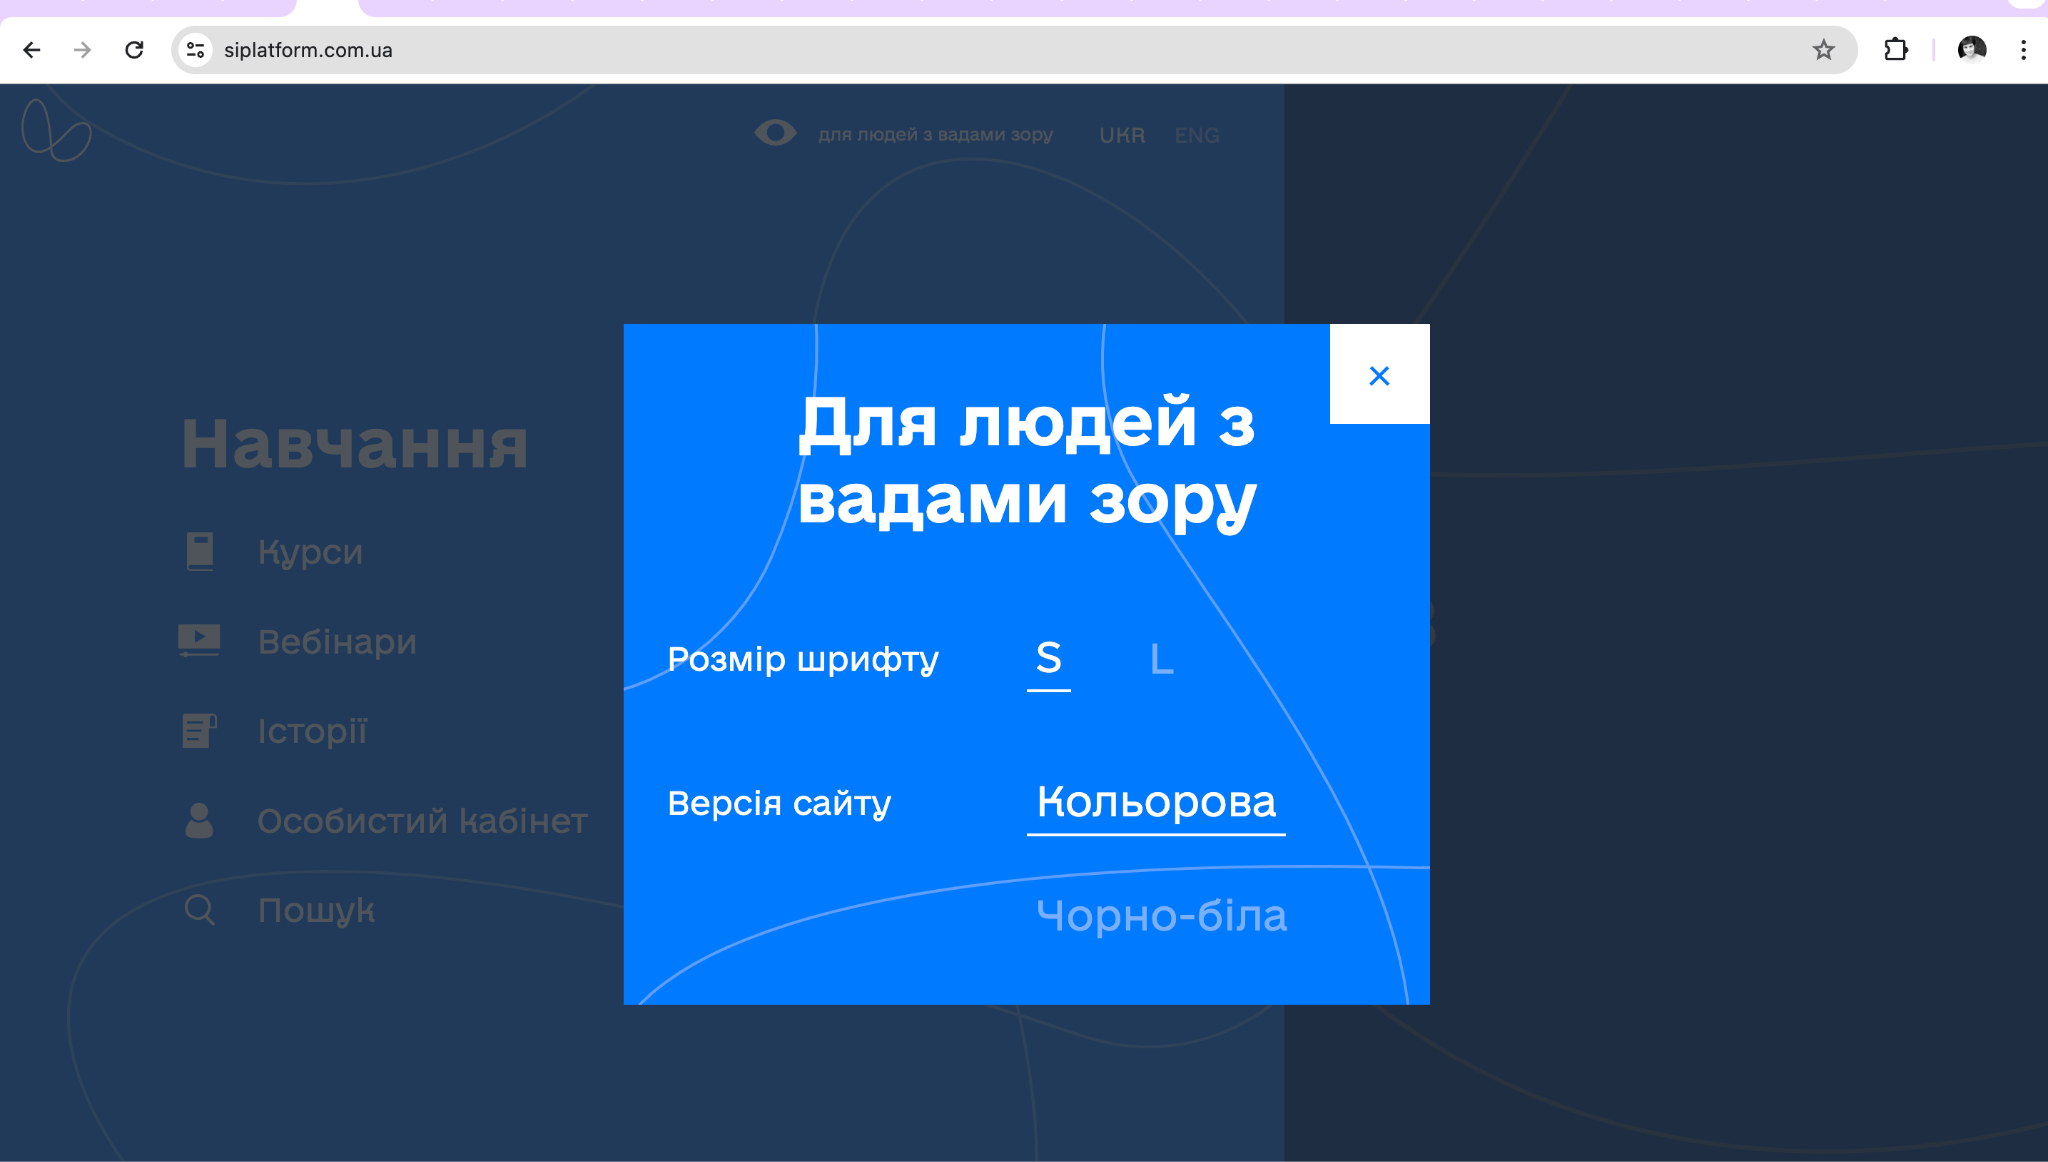 siplatform.com.ua
для людей з вадами зору UKR ENG
Навчання
Курси
Вебінари
Історії
Особистий кабінет
Пошук
Для людей з
вадами зору
Розмір шрифту S L
Версія сайту Кольорова
Чорно-біла